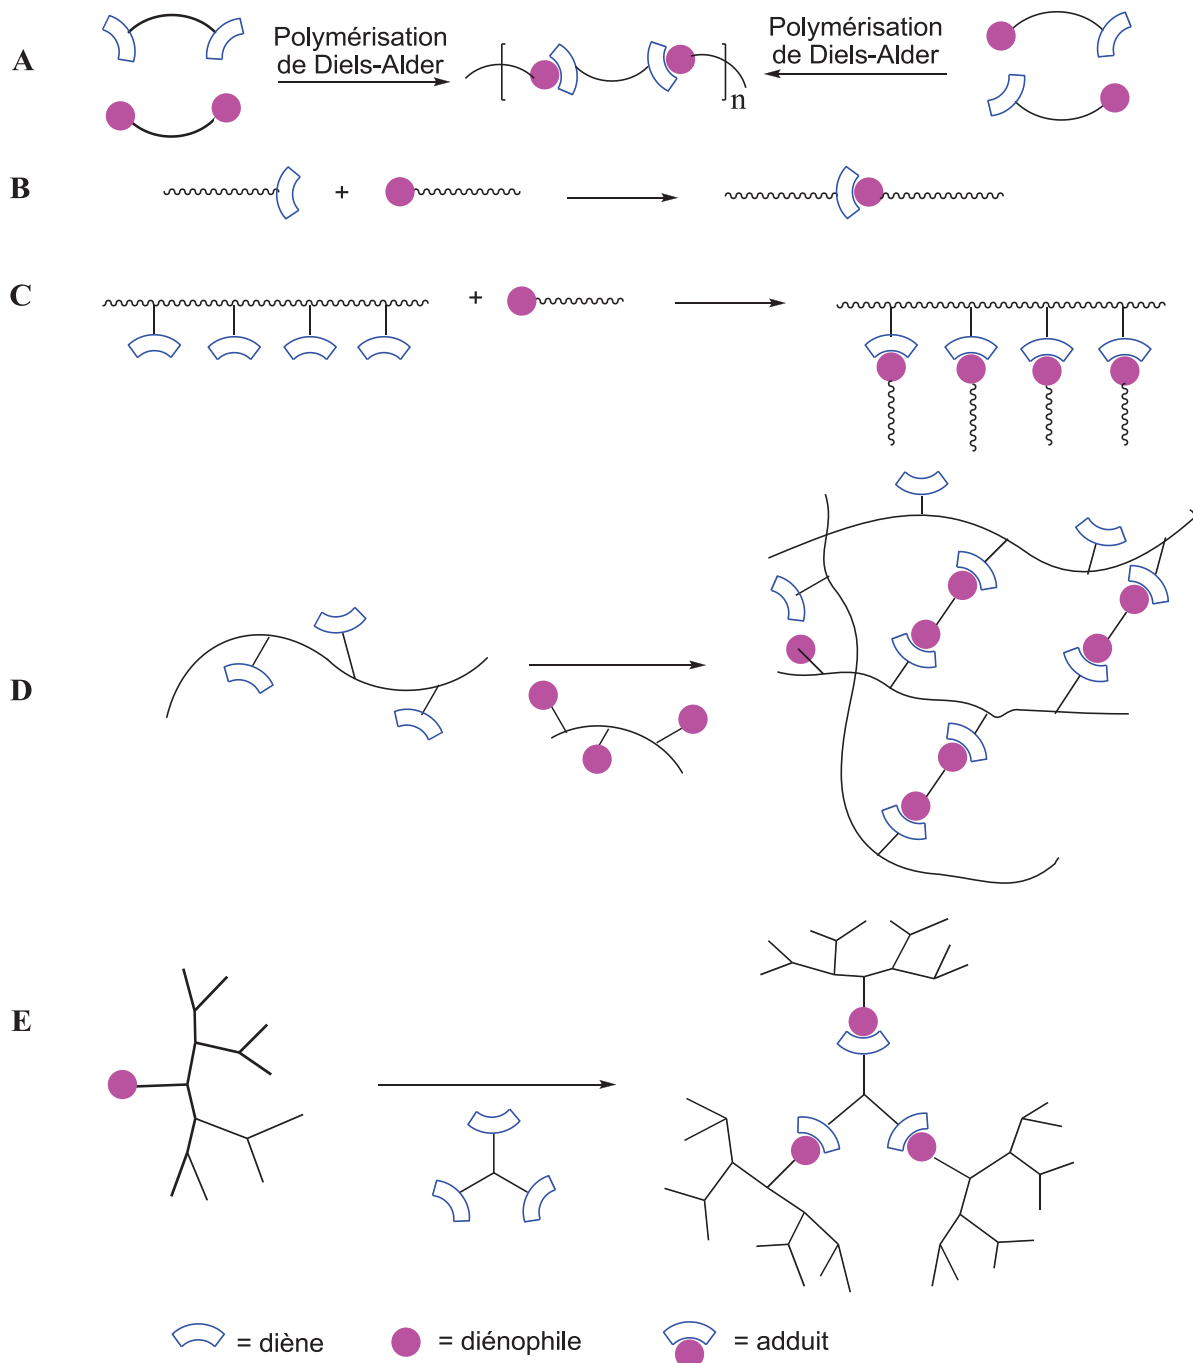 A
Polymérisation
de Diels-Alder
n
Polymérisation
de Diels-Alder
B
+
C
+
D
E
= diène
= diénophile
= adduit